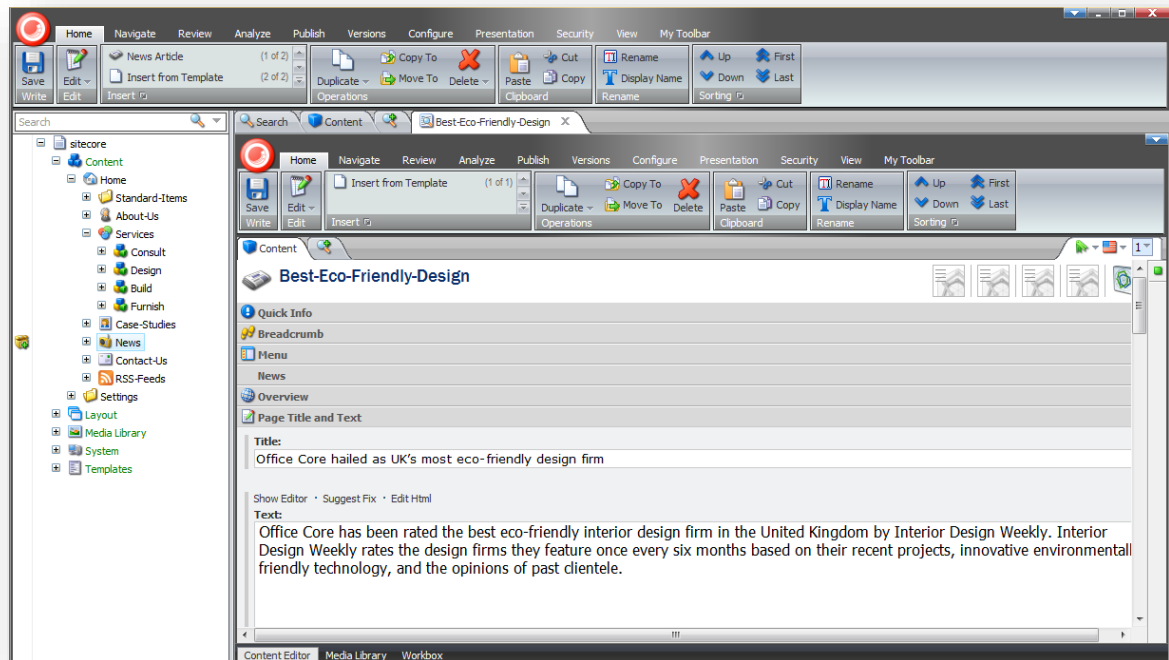 Home Navigate Review Analyze Publish Versions Configure Presentation Security View My Toolbar
News Article (1 of 2) Copy To Cut Rename Up First
Save Edit Insert from Template (2 of 2) Duplicate Move To Delete Paste Copy Display Name Down Last
Write Edit Insert Operations Clipboard Rename Sorting
Search Search Content Best-Eco-Friendly-Design X
sitecore
Content
Home
Standard-Items
About-Us
Services
Consult
Design
Build
Furnish
Case-Studies
News
Contact-Us
RSS-Feeds
Settings
Layout
Media Library
System
Templates
Home Navigate Review Analyze Publish Versions Configure Presentation Security View My Toolbar
Insert from Template (1 of 1) Copy To Cut Rename Up First
Save Edit Duplicate Move To Delete Paste Copy Display Name Down Last
Write Edit Insert Operations Clipboard Rename Sorting
Content 1
Best-Eco-Friendly-Design
Quick Info
Breadcrumb
Menu
News
Overview
Page Title and Text
Title:
Office Core hailed as UK's most eco-friendly design firm
Show Editor · Suggest Fix · Edit Html
Text:
Office Core has been rated the best eco-friendly interior design firm in the United Kingdom by Interior Design Weekly. Interior
Design Weekly rates the design firms they feature once every six months based on their recent projects, innovative environmentall
friendly technology, and the opinions of past clientele.
Content Editor Media Library Workbox